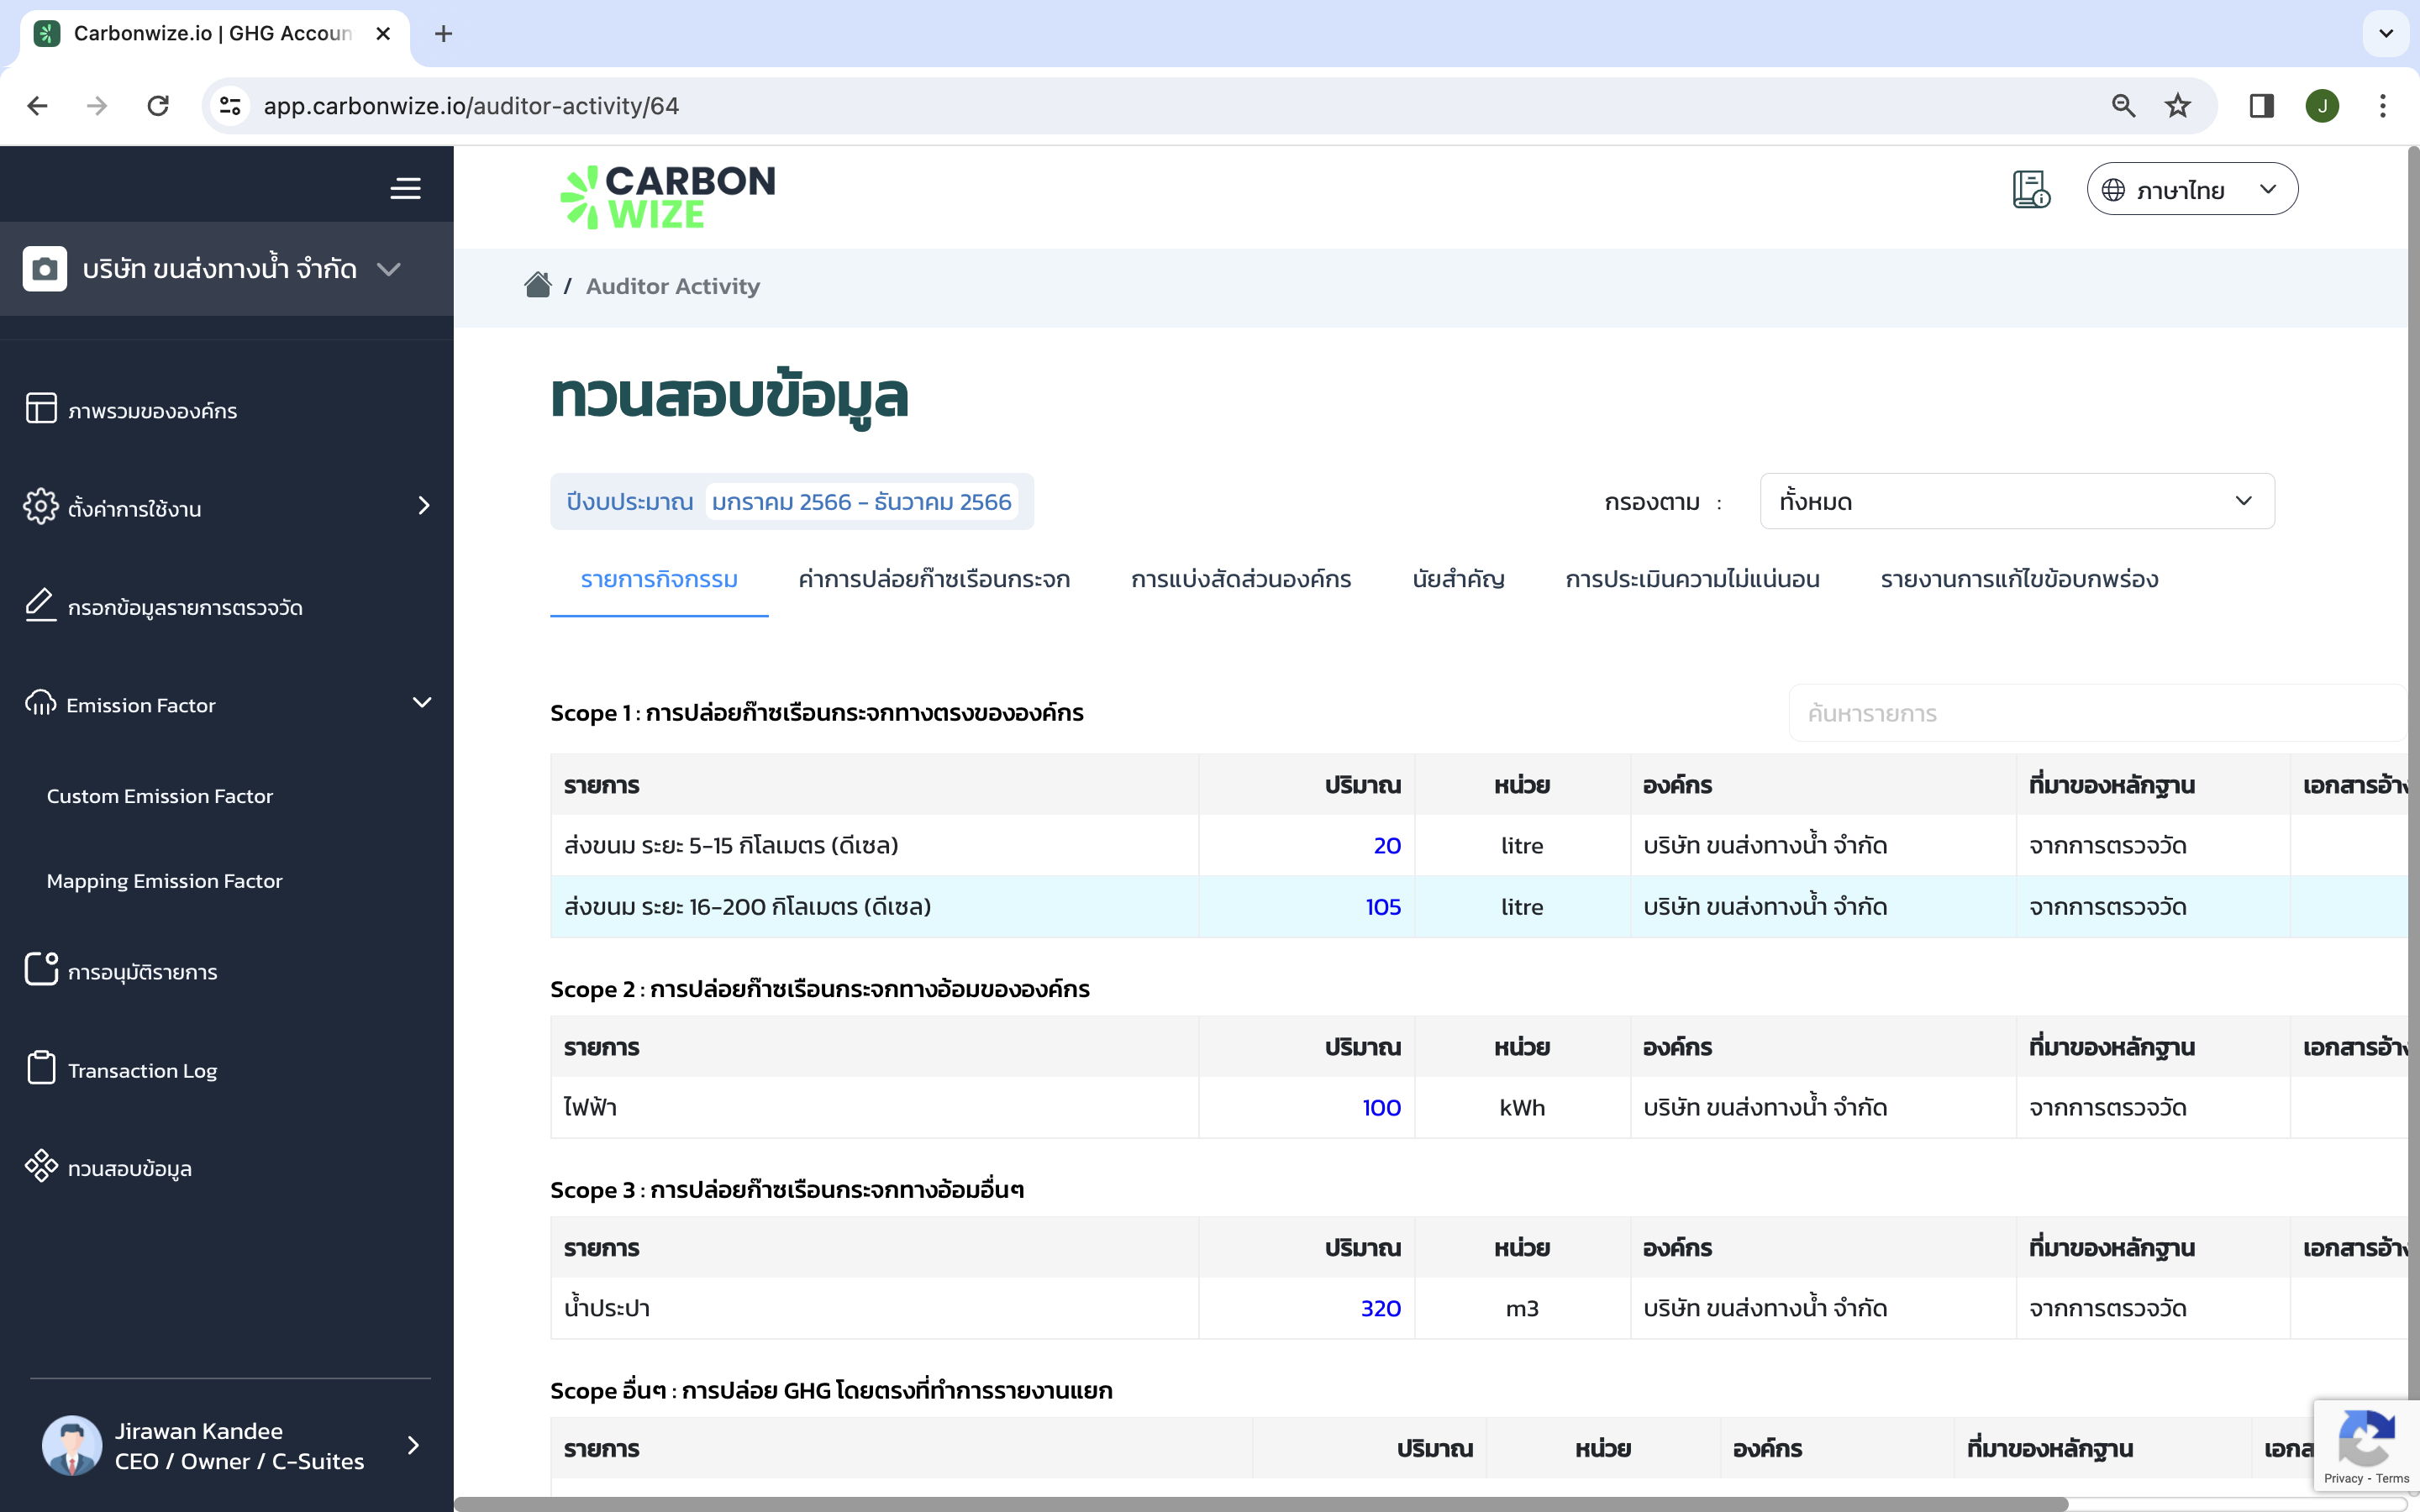 Carbonwize.io | GHG Accoun
app.carbonwize.io/auditor-activity/64
J
CARBON
WIZE
ภาษาไทย
บริษัท ขนส่งทางน้ำ จำกัด
/ Auditor Activity
ภาพรวมขององค์กร
ตั้งค่าการใช้งาน
กรอกข้อมูลรายการตรวจวัด
Emission Factor
Custom Emission Factor
Mapping Emission Factor
การอนุมัติรายการ
Transaction Log
ทวนสอบข้อมูล
Jirawan Kandee
CEO / Owner / C-Suites
ทวนสอบข้อมูล
ปีงบประมาณ มกราคม 2566 - ธันวาคม 2566
กรองตาม : ทั้งหมด
รายการกิจกรรม ค่าการปล่อยก๊าซเรือนกระจก การแบ่งสัดส่วนองค์กร นัยสำคัญ การประเมินความไม่แน่นอน รายงานการแก้ไขข้อบกพร่อง
Scope 1 : การปล่อยก๊าซเรือนกระจกทางตรงขององค์กร
ค้นหารายการ
รายการ ปริมาณ หน่วย องค์กร ที่มาของหลักฐาน เอกสารอ้าง
ส่งขนม ระยะ 5-15 กิโลเมตร (ดีเซล) 20 litre บริษัท ขนส่งทางน้ำ จำกัด จากการตรวจวัด
ส่งขนม ระยะ 16-200 กิโลเมตร (ดีเซล) 105 litre บริษัท ขนส่งทางน้ำ จำกัด จากการตรวจวัด
Scope 2 : การปล่อยก๊าซเรือนกระจกทางอ้อมขององค์กร
รายการ ปริมาณ หน่วย องค์กร ที่มาของหลักฐาน เอกสารอ้าง
ไฟฟ้า 100 kWh บริษัท ขนส่งทางน้ำ จำกัด จากการตรวจวัด
Scope 3 : การปล่อยก๊าซเรือนกระจกทางอ้อมอื่นๆ
รายการ ปริมาณ หน่วย องค์กร ที่มาของหลักฐาน เอกสารอ้าง
น้ำประปา 320 m3 บริษัท ขนส่งทางน้ำ จำกัด จากการตรวจวัด
Scope อื่นๆ : การปล่อย GHG โดยตรงที่ทำการรายงานแยก
รายการ ปริมาณ หน่วย องค์กร ที่มาของหลักฐาน เอกส
Privacy - Terms